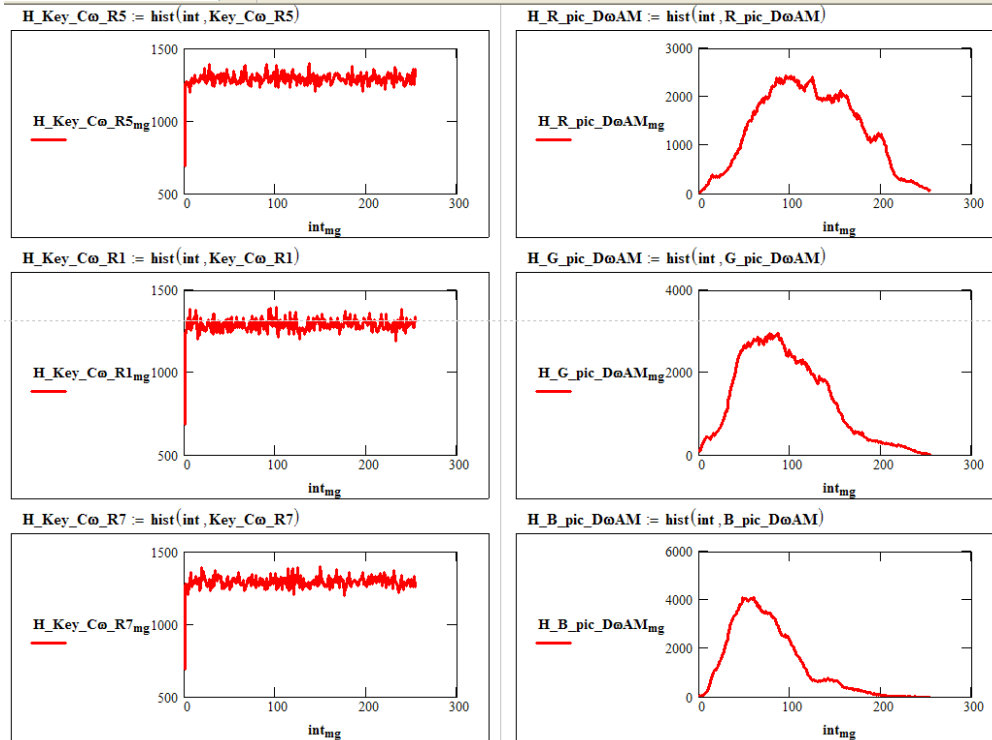 H_Key_Cω_R5 := hist(int , Key_Cω_R5)
1500
1000
500
H_Key_Cω_R5mg
0 100 200 300
intmg
H_R_pic_DωAM := hist(int , R_pic_DωAM)
3000
2000
1000
0
H_R_pic_DωAMmg
0 100 200 300
intmg
H_Key_Cω_R1 := hist(int , Key_Cω_R1)
1500
1000
500
H_Key_Cω_R1mg
0 100 200 300
intmg
H_G_pic_DωAM := hist(int , G_pic_DωAM)
4000
2000
0
H_G_pic_DωAMmg
0 100 200 300
intmg
H_Key_Cω_R7 := hist(int , Key_Cω_R7)
1500
1000
500
H_Key_Cω_R7mg
0 100 200 300
intmg
H_B_pic_DωAM := hist(int , B_pic_DωAM)
6000
4000
2000
0
H_B_pic_DωAMmg
0 100 200 300
intmg